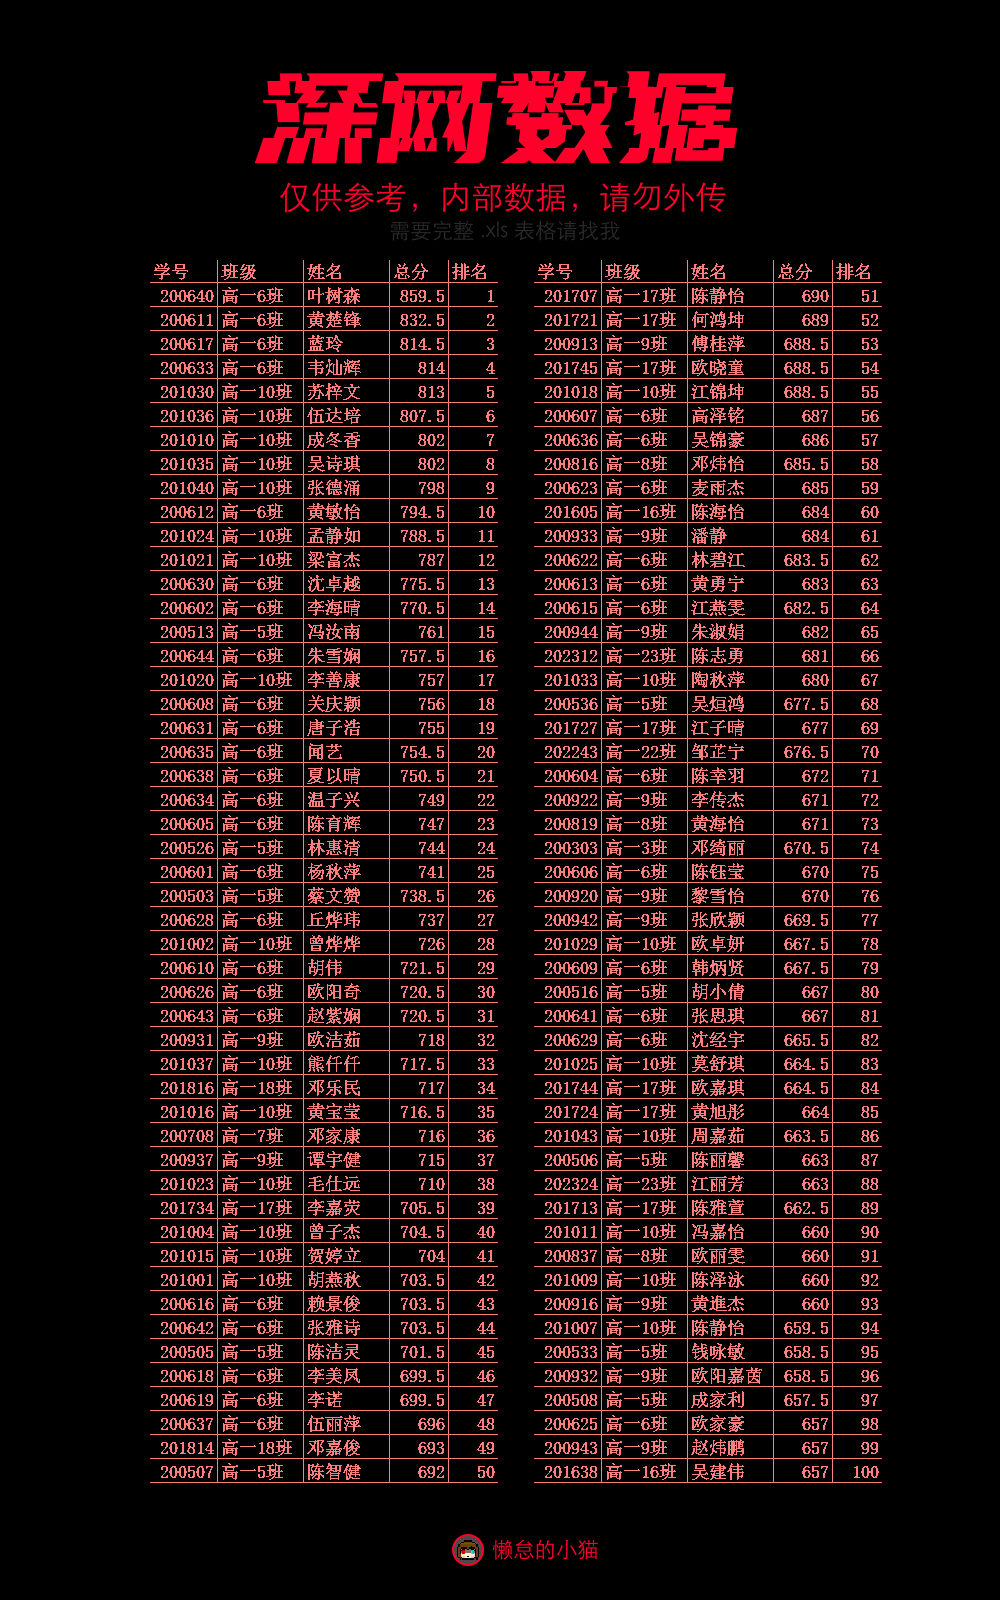 深网数据
仅供参考，内部数据，请勿外传
需要完整 .xls 表格请找我
学号 班级 姓名 总分 排名
200640 高一6班 叶树森 859.5 1
200611 高一6班 黄楚锋 832.5 2
200617 高一6班 蓝玲 814.5 3
200633 高一6班 韦灿辉 814 4
201030 高一10班 苏梓文 813 5
201036 高一10班 伍达培 807.5 6
201010 高一10班 成冬香 802 7
201035 高一10班 吴诗琪 802 8
201040 高一10班 张德涌 798 9
200612 高一6班 黄敏怡 794.5 10
201024 高一10班 孟静如 788.5 11
201021 高一10班 梁富杰 787 12
200630 高一6班 沈卓越 775.5 13
200602 高一6班 李海晴 770.5 14
200513 高一5班 冯汝南 761 15
200644 高一6班 朱雪娴 757.5 16
201020 高一10班 李善康 757 17
200608 高一6班 关庆颖 756 18
200631 高一6班 唐子浩 755 19
200635 高一6班 闻艺 754.5 20
200638 高一6班 夏以晴 750.5 21
200634 高一6班 温子兴 749 22
200605 高一6班 陈育辉 747 23
200526 高一5班 林惠清 744 24
200601 高一6班 杨秋萍 741 25
200503 高一5班 蔡文赞 738.5 26
200628 高一6班 丘烨玮 737 27
201002 高一10班 曾烨烨 726 28
200610 高一6班 胡伟 721.5 29
200626 高一6班 欧阳奇 720.5 30
200643 高一6班 赵紫娴 720.5 31
200931 高一9班 欧洁茹 718 32
201037 高一10班 熊仟仟 717.5 33
201816 高一18班 邓乐民 717 34
201016 高一10班 黄宝莹 716.5 35
200708 高一7班 邓家康 716 36
200937 高一9班 谭宇健 715 37
201023 高一10班 毛仕远 710 38
201734 高一17班 李嘉荧 705.5 39
201004 高一10班 曾子杰 704.5 40
201015 高一10班 贺婷立 704 41
201001 高一10班 胡燕秋 703.5 42
200616 高一6班 赖景俊 703.5 43
200642 高一6班 张雅诗 703.5 44
200505 高一5班 陈洁灵 701.5 45
200618 高一6班 李美凤 699.5 46
200619 高一6班 李诺 699.5 47
200637 高一6班 伍丽萍 696 48
201814 高一18班 邓嘉俊 693 49
200507 高一5班 陈智健 692 50
学号 班级 姓名 总分 排名
201707 高一17班 陈静怡 690 51
201721 高一17班 何鸿坤 689 52
200913 高一9班 傅桂萍 688.5 53
201745 高一17班 欧晓童 688.5 54
201018 高一10班 江锦坤 688.5 55
200607 高一6班 高泽铭 687 56
200636 高一6班 吴锦豪 686 57
200816 高一8班 邓炜怡 685.5 58
200623 高一6班 麦雨杰 685 59
201605 高一16班 陈海怡 684 60
200933 高一9班 潘静 684 61
200622 高一6班 林碧江 683.5 62
200613 高一6班 黄勇宁 683 63
200615 高一6班 江燕雯 682.5 64
200944 高一9班 朱淑娟 682 65
202312 高一23班 陈志勇 681 66
201033 高一10班 陶秋萍 680 67
200536 高一5班 吴烜鸿 677.5 68
201727 高一17班 江子晴 677 69
202243 高一22班 邹芷宁 676.5 70
200604 高一6班 陈幸羽 672 71
200922 高一9班 李传杰 671 72
200819 高一8班 黄海怡 671 73
200303 高一3班 邓绮丽 670.5 74
200606 高一6班 陈钰莹 670 75
200920 高一9班 黎雪怡 670 76
200942 高一9班 张欣颖 669.5 77
201029 高一10班 欧卓妍 667.5 78
200609 高一6班 韩炳贤 667.5 79
200516 高一5班 胡小倩 667 80
200641 高一6班 张思琪 667 81
200629 高一6班 沈经宇 665.5 82
201025 高一10班 莫舒琪 664.5 83
201744 高一17班 欧嘉琪 664.5 84
201724 高一17班 黄旭彤 664 85
201043 高一10班 周嘉茹 663.5 86
200506 高一5班 陈丽馨 663 87
202324 高一23班 江丽芳 663 88
201713 高一17班 陈雅萱 662.5 89
201011 高一10班 冯嘉怡 660 90
200837 高一8班 欧丽雯 660 91
201009 高一10班 陈泽泳 660 92
200916 高一9班 黄進杰 660 93
201007 高一10班 陈静怡 659.5 94
200533 高一5班 钱咏敏 658.5 95
200932 高一9班 欧阳嘉茵 658.5 96
200508 高一5班 成家利 657.5 97
200625 高一6班 欧家豪 657 98
200943 高一9班 赵炜鹏 657 99
201638 高一16班 吴建伟 657 100
懒怠的小猫